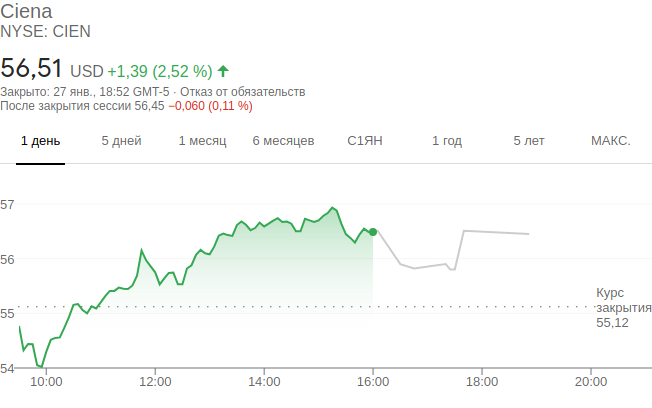 Ciena
NYSE: CIEN
56,51 USD +1,39 (2,52 %)
Закрыто: 27 янв., 18:52 GMT-5 · Отказ от обязательств
После закрытия сессии 56,45 −0,060 (0,11 %)
1 день 5 дней 1 месяц 6 месяцев С1ЯН 1 год 5 лет МАКС.
57
56
55
54
Курс
закрытия
55,12
10:00 12:00 14:00 16:00 18:00 20:00